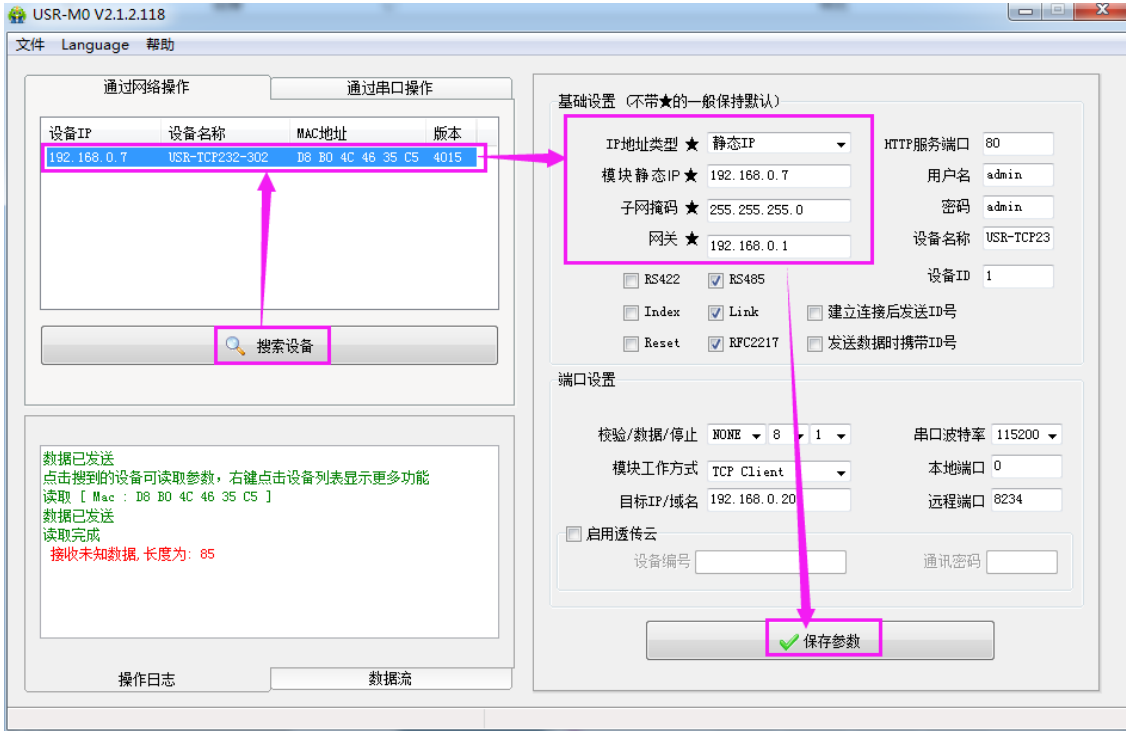 USR-M0 V2.1.2.118
文件 Language 帮助
通过网络操作 通过串口操作
设备IP 设备名称 MAC地址 版本
192.168.0.7 USR-TCP232-302 D8 B0 4C 46 35 C5 4015
搜索设备
数据已发送
点击搜到的设备可读取参数，右键点击设备列表显示更多功能
读取 [ Mac : D8 B0 4C 46 35 C5 ]
数据已发送
读取完成
接收未知数据,长度为: 85
操作日志 数据流
基础设置 (不带★的一般保持默认)
IP地址类型 ★ 静态IP HTTP服务端口 80
模块静态IP ★ 192.168.0.7 用户名 admin
子网掩码 ★ 255.255.255.0 密码 admin
网关 ★ 192.168.0.1 设备名称 USR-TCP23
RS422 RS485 设备ID 1
Index Link 建立连接后发送ID号
Reset RFC2217 发送数据时携带ID号
端口设置
校验/数据/停止 NONE 8 1 串口波特率 115200
模块工作方式 TCP Client 本地端口 0
目标IP/域名 192.168.0.20 远程端口 8234
启用透传云
设备编号 通讯密码
保存参数